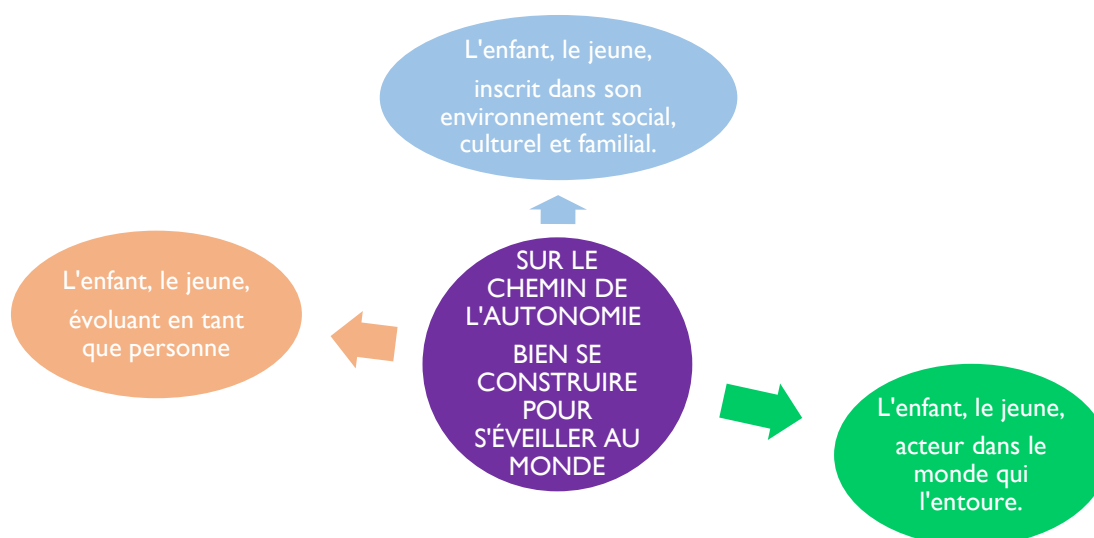 L'enfant, le jeune,
inscrit dans son
environnement social,
culturel et familial.
L'enfant, le jeune,
évoluant en tant
que personne
SUR LE
CHEMIN DE
L'AUTONOMIE
BIEN SE
CONSTRUIRE
POUR
S'ÉVEILLER AU
MONDE
L'enfant, le jeune,
acteur dans le
monde qui
l'entoure.